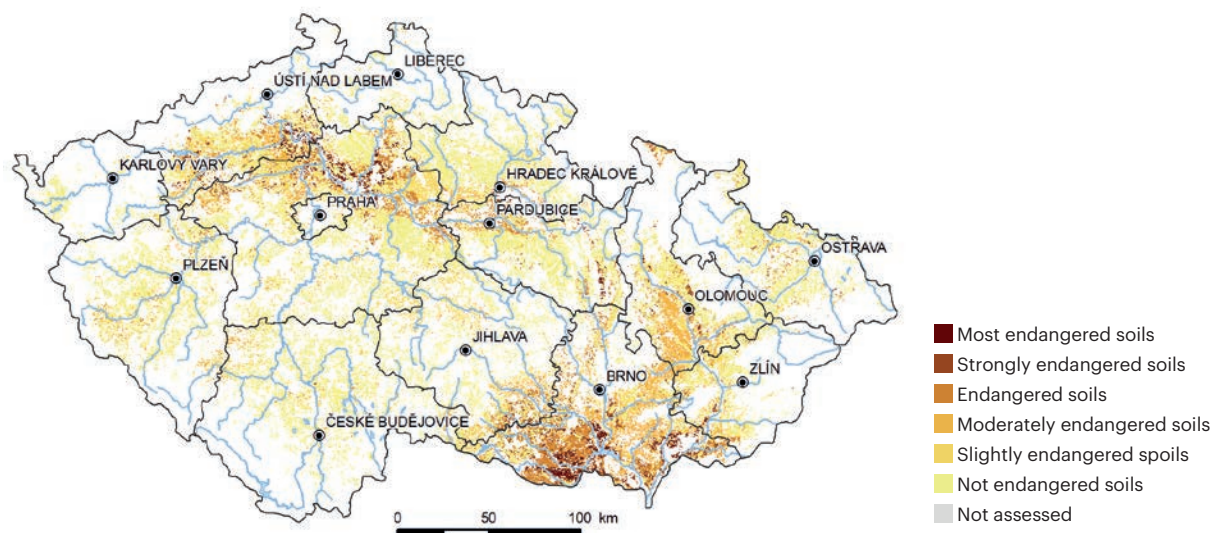 LIBEREC
ÚSTÍ NAD LABEM
KARLOVY VARY
HRADEC KRÁLOVÉ
PRAHA
PARDUBICE
OSTRAVA
PLZEŇ
OLOMOUC
JIHLAVA
BRNO
ZLÍN
ČESKÉ BUDĚJOVICE
0 50 100 km
Most endangered soils
Strongly endangered soils
Endangered soils
Moderately endangered soils
Slightly endangered spoils
Not endangered soils
Not assessed